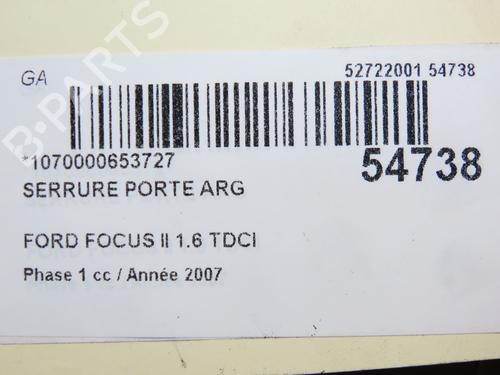 GA
52722001 54738
*1070000653727
54738
SERRURE PORTE ARG
FORD FOCUS II 1.6 TDCI
Phase 1 cc / Année 2007
B-PARTS